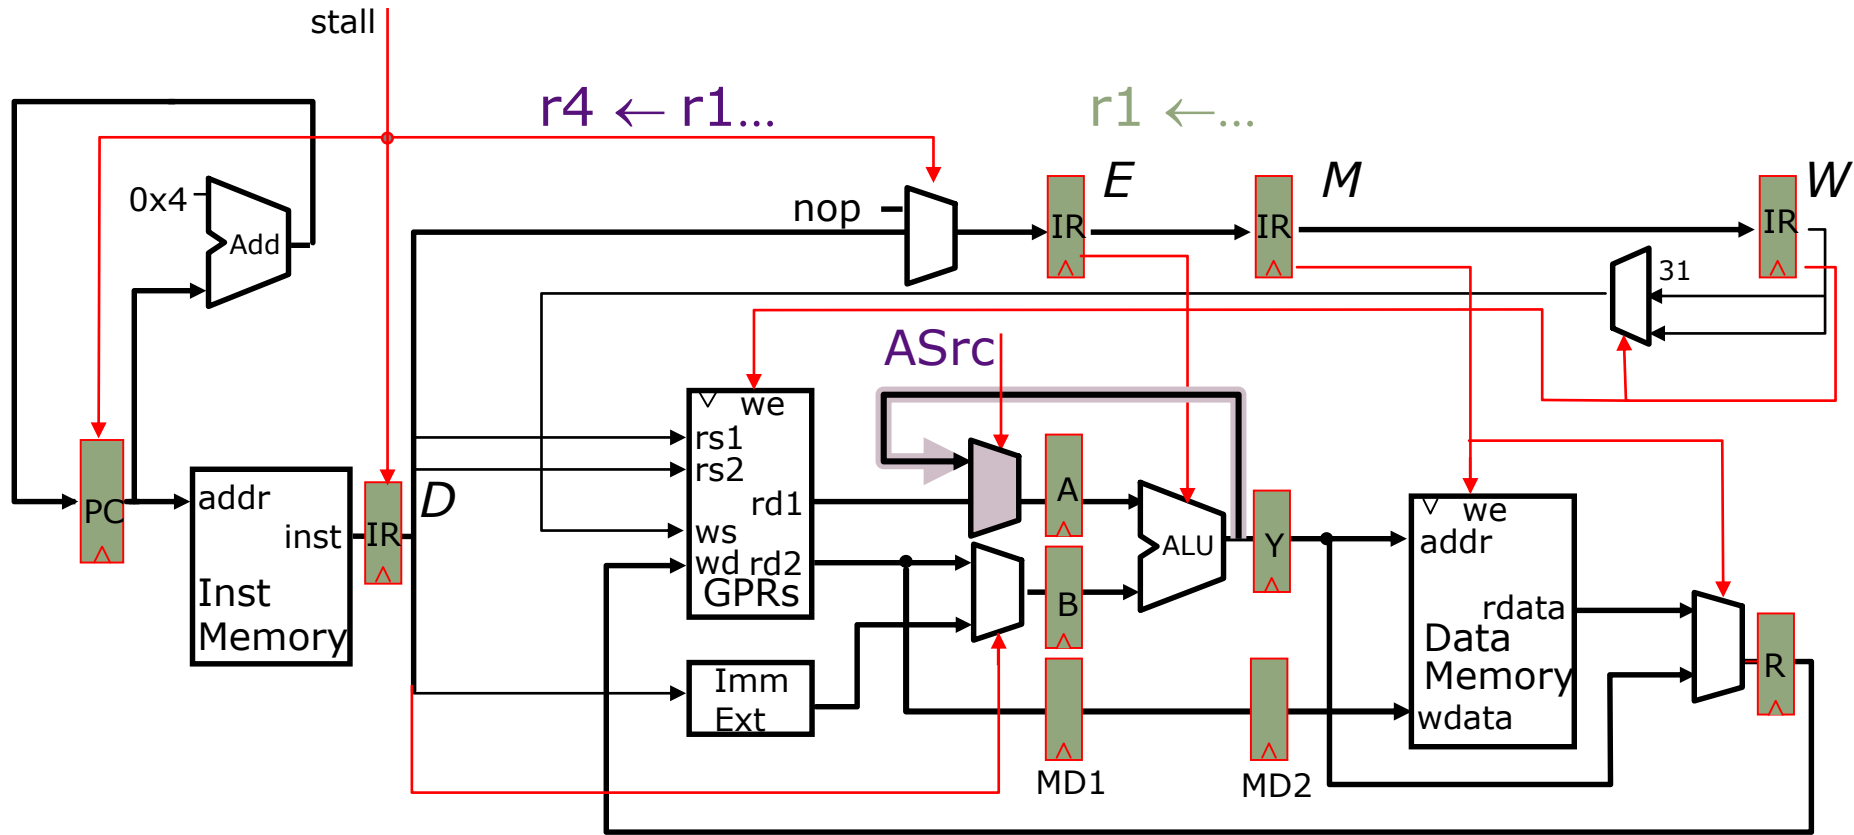 stall
r4 ← r1...
r1 ←...
0x4
Add
nop
IR
E
IR
M
IR
W
31
ASrc
we
rs1
rs2
rd1
ws
wd rd2
GPRs
PC
addr
inst
Inst
Memory
IR
D
A
B
ALU
Y
we
addr
rdata
Data
Memory
wdata
R
Imm
Ext
MD1
MD2